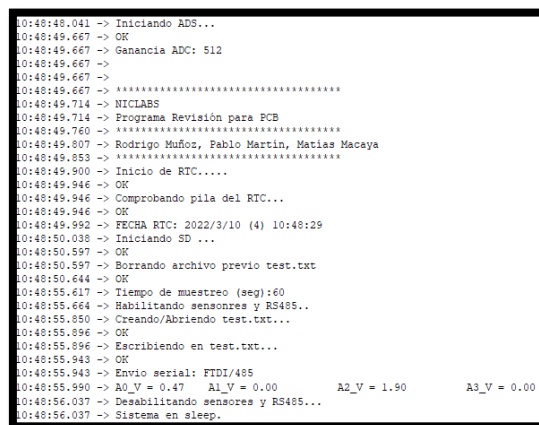 10:48:48.041 -> Iniciando ADS...
10:48:49.667 -> OK
10:48:49.667 -> Ganancia ADC: 512
10:48:49.667 ->
10:48:49.667 ->
10:48:49.667 -> ************************************
10:48:49.714 -> NICLABS
10:48:49.714 -> Programa Revisión para PCB
10:48:49.760 -> ************************************
10:48:49.807 -> Rodrigo Muñoz, Pablo Martín, Matías Macaya
10:48:49.853 -> ************************************
10:48:49.900 -> Inicio de RTC.....
10:48:49.946 -> OK
10:48:49.946 -> Comprobando pila del RTC...
10:48:49.946 -> OK
10:48:49.992 -> FECHA RTC: 2022/3/10 (4) 10:48:29
10:48:50.038 -> Iniciando SD ...
10:48:50.597 -> OK
10:48:50.597 -> Borrando archivo previo test.txt
10:48:50.644 -> OK
10:48:55.617 -> Tiempo de muestreo (seg):60
10:48:55.664 -> Habilitando sensonres y RS485..
10:48:55.850 -> Creando/Abriendo test.txt...
10:48:55.896 -> OK
10:48:55.896 -> Escribiendo en test.txt...
10:48:55.943 -> OK
10:48:55.943 -> Envio serial: FTDI/485
10:48:55.990 -> A0_V = 0.47 A1_V = 0.00 A2_V = 1.90 A3_V = 0.00
10:48:56.037 -> Desabilitando sensores y RS485...
10:48:56.037 -> Sistema en sleep.